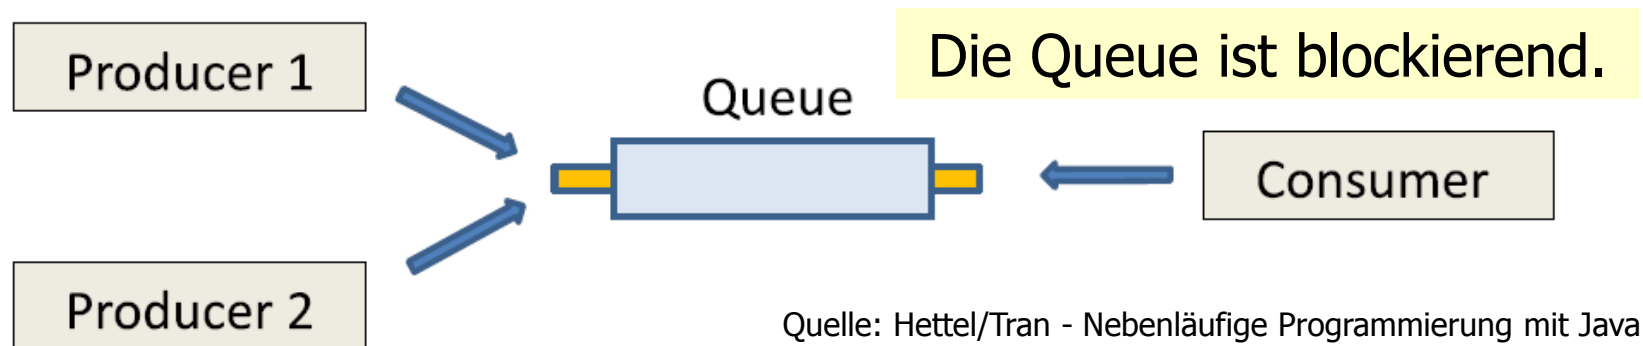 Producer 1
Die Queue ist blockierend.
Queue
Consumer
Producer 2
Quelle: Hettel/Tran - Nebenläufige Programmierung mit Java